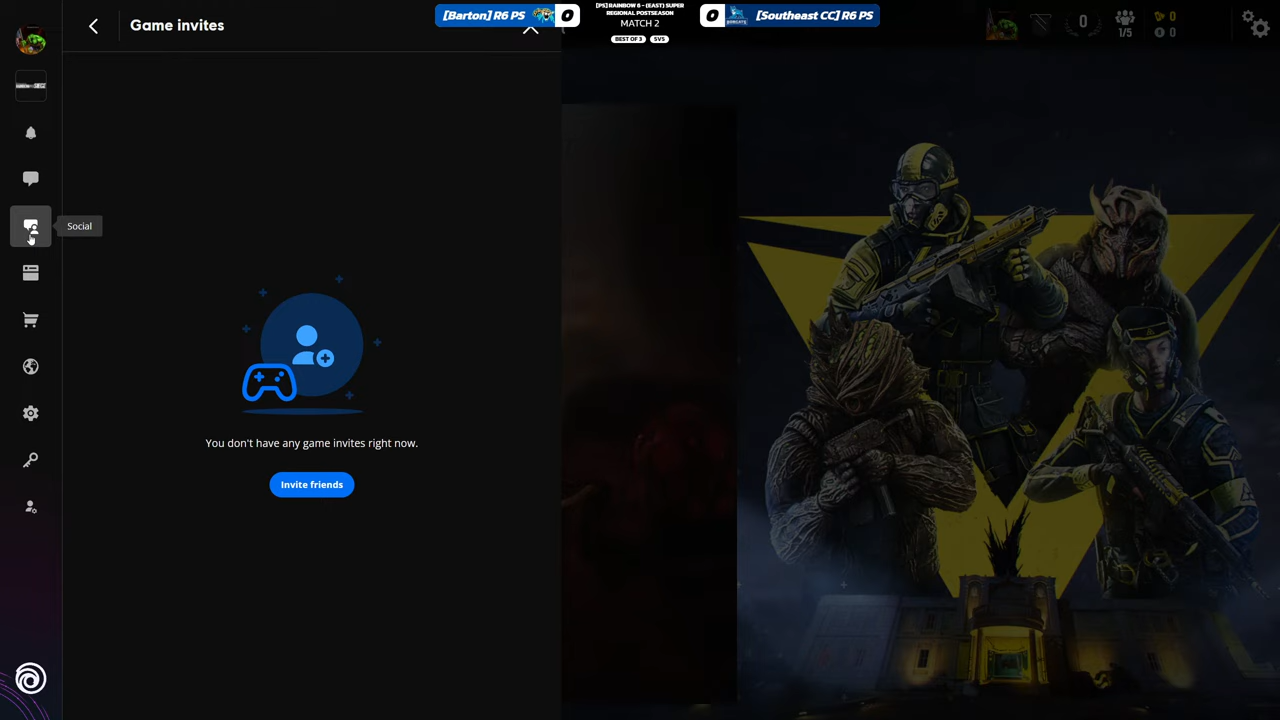 Game invites
[Barton] R6 PS
0
[PS] RAINBOW 6 - (EAST) SUPER
REGIONAL POSTSEASON
MATCH 2
BEST OF 3
5V5
0
[Southeast CC] R6 PS
0
1/5
0
0
Social
You don't have any game invites right now.
Invite friends